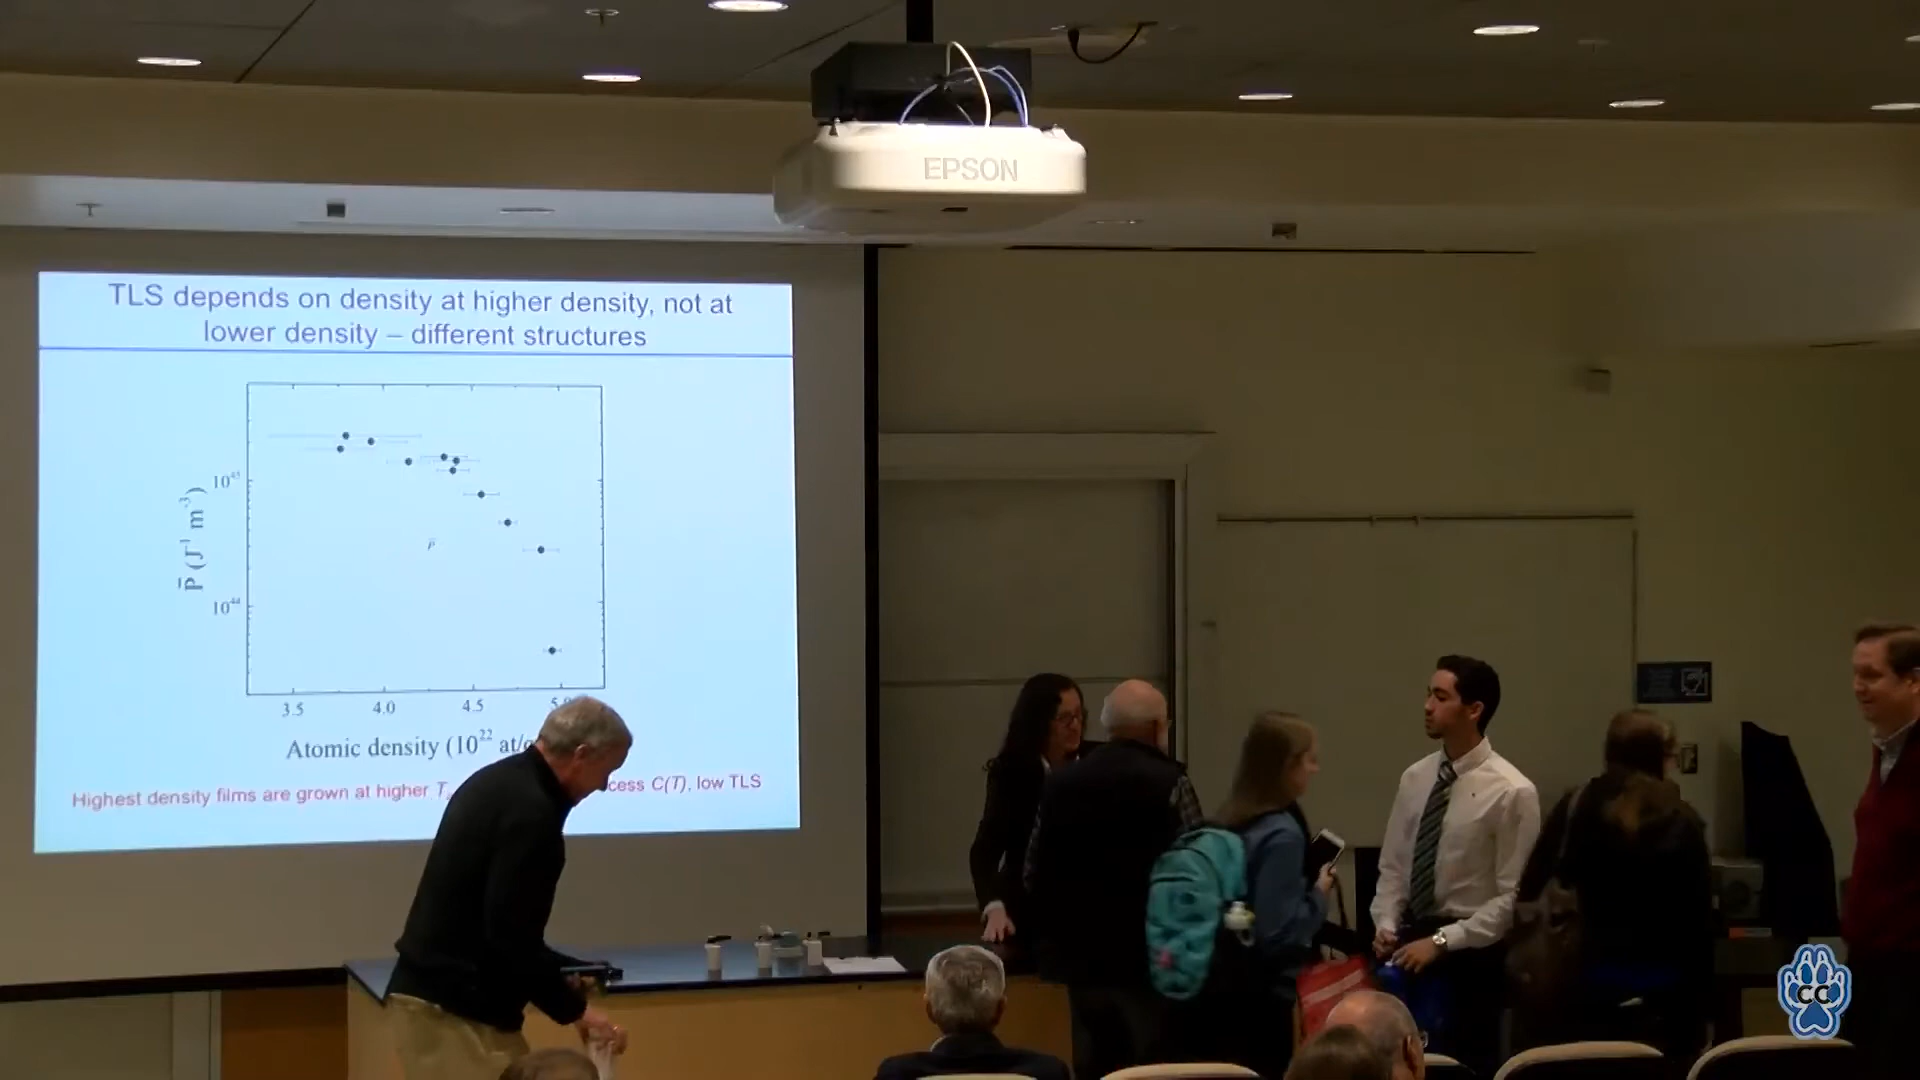 EPSON
TLS depends on density at higher density, not at
lower density – different structures
10⁴⁵
P̄ (J⁻¹ m⁻³)
P̄
10⁴⁴
3.5 4.0 4.5
Atomic density (10²² at/
Highest density films are grown at higher T cess C(T), low TLS
CC